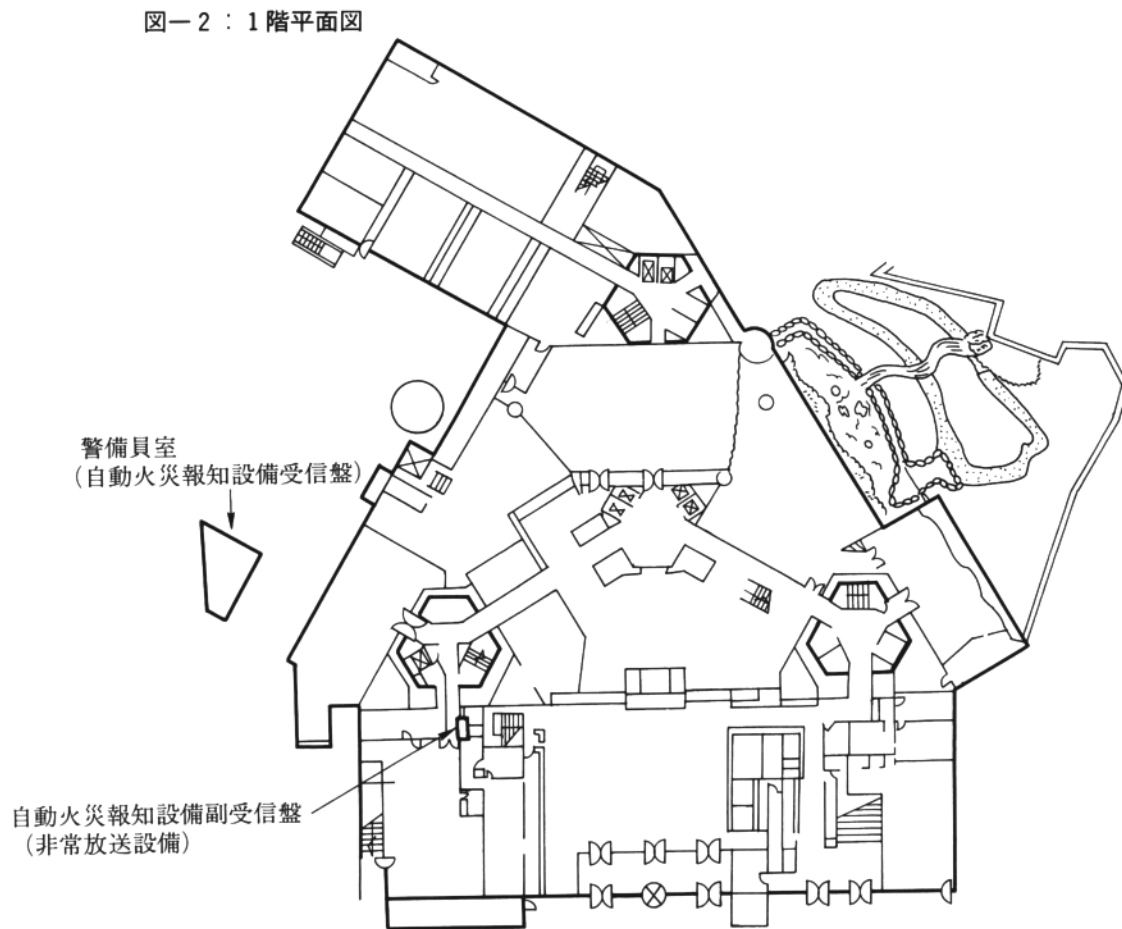 図―2:1階平面図
警備員室
(自動火災報知設備受信盤)
自動火災報知設備副受信盤
(非常放送設備)